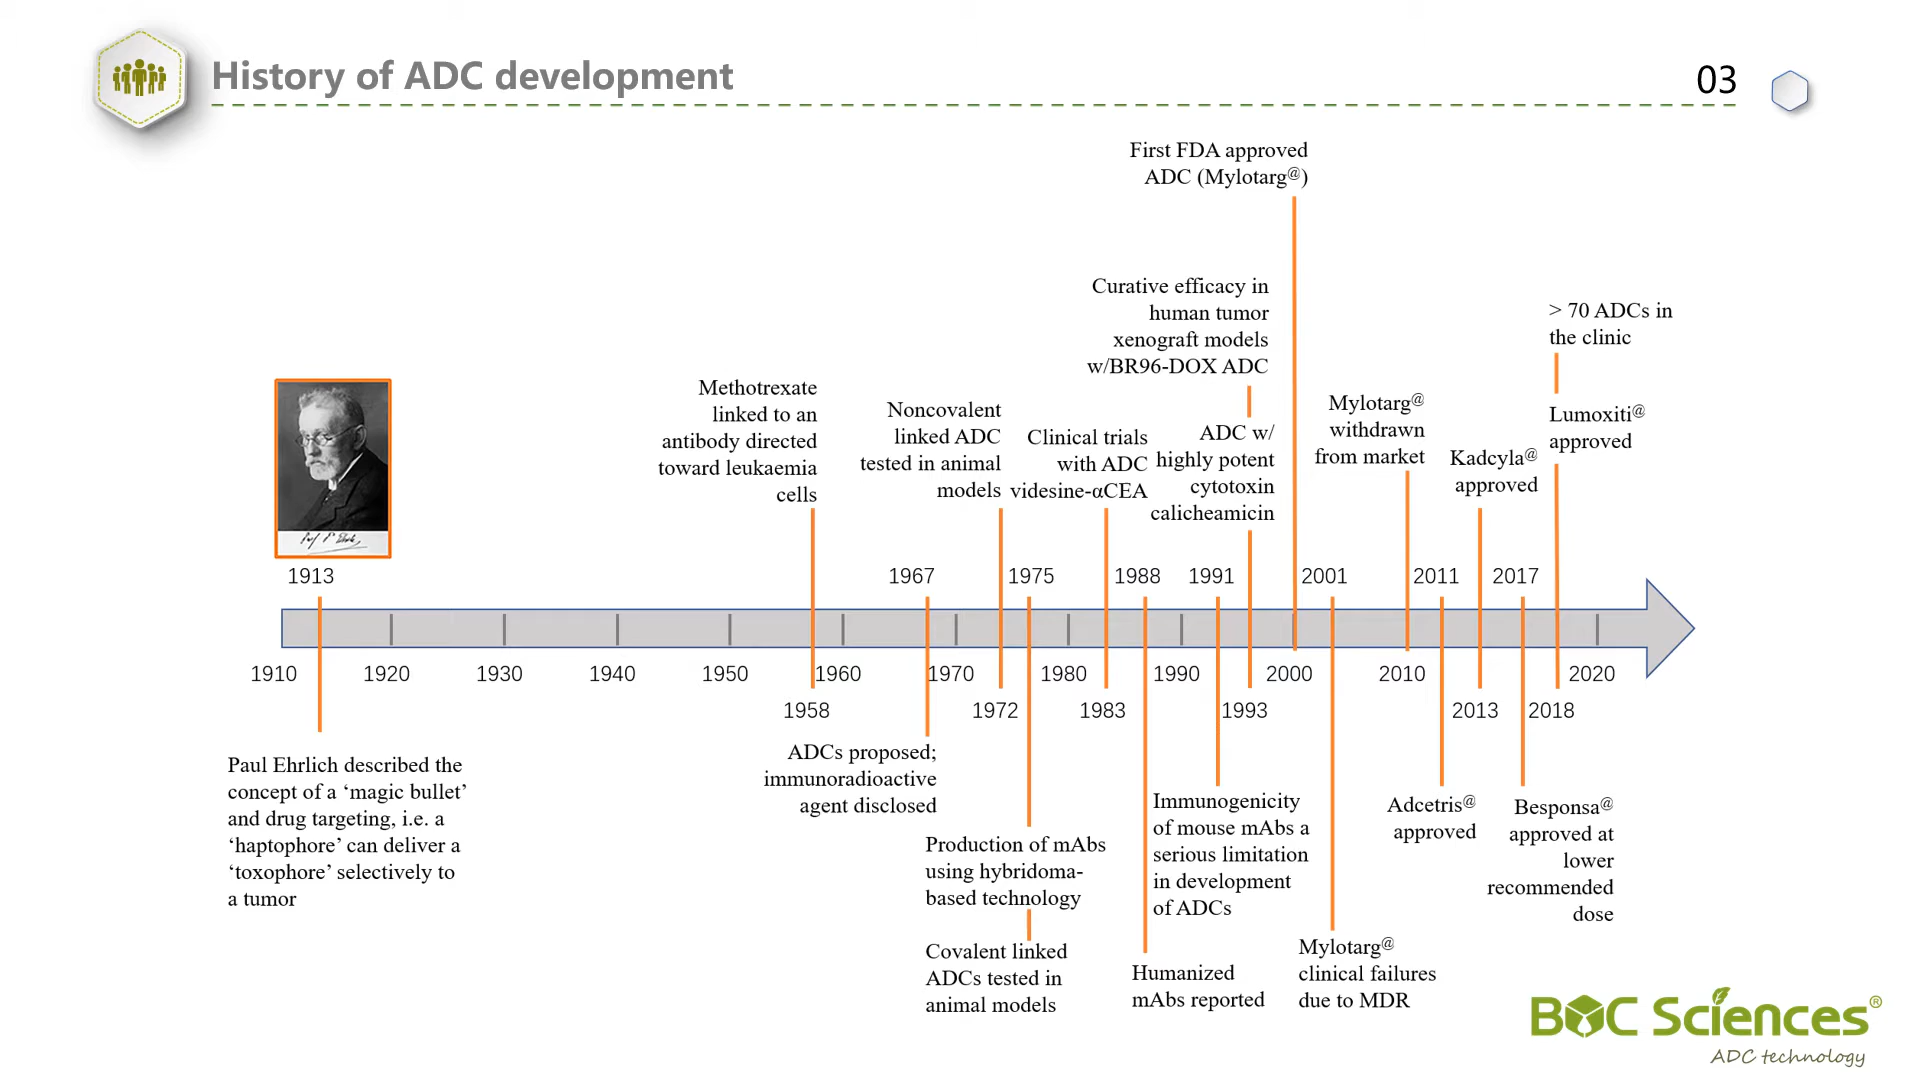 History of ADC development
03
First FDA approved
ADC (Mylotarg@)
Curative efficacy in
human tumor
xenograft models
w/BR96-DOX ADC
> 70 ADCs in
the clinic
Methotrexate
linked to an
antibody directed
toward leukaemia
cells
Noncovalent
linked ADC
tested in animal
models
Clinical trials
with ADC
videsine-αCEA
ADC w/
highly potent
cytotoxin
calicheamicin
Mylotarg@
withdrawn
from market
Kadcyla@
approved
Lumoxiti@
approved
1913
1967
1975
1988
1991
2001
2011
2017
1910
1920
1930
1940
1950
1960
1970
1980
1990
2000
2010
2020
1958
1972
1983
1993
2013
2018
Paul Ehrlich described the
concept of a ‘magic bullet’
and drug targeting, i.e. a
‘haptophore’ can deliver a
‘toxophore’ selectively to
a tumor
ADCs proposed;
immunoradioactive
agent disclosed
Production of mAbs
using hybridoma-
based technology
Covalent linked
ADCs tested in
animal models
Immunogenicity
of mouse mAbs a
serious limitation
in development
of ADCs
Humanized
mAbs reported
Mylotarg@
clinical failures
due to MDR
Adcetris@
approved
Besponsa@
approved at
lower
recommended
dose
BOC Sciences®
ADC technology